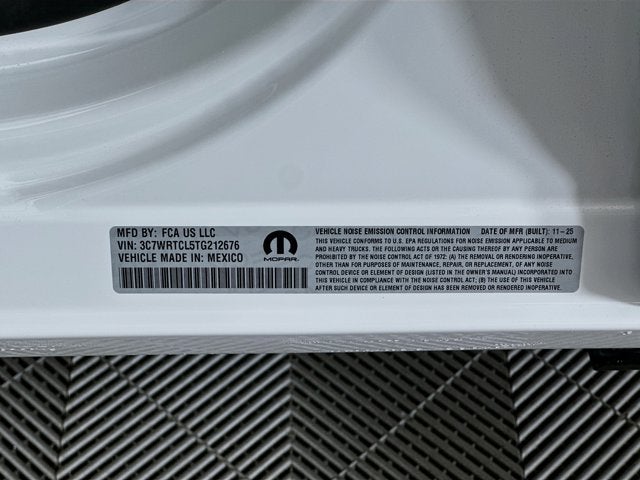 MFD BY: FCA US LLC
VIN: 3C7WRTCL5TG212676
VEHICLE MADE IN: MEXICO
MOPAR
VEHICLE NOISE EMISSION CONTROL INFORMATION DATE OF MFR (BUILT): 11-25
THIS VEHICLE CONFORMS TO U.S. EPA REGULATIONS FOR NOISE EMISSION APPLICABLE TO MEDIUM
AND HEAVY TRUCKS. THE FOLLOWING ACTS OR THE CAUSING THEREOF BY ANY PERSON ARE
PROHIBITED BY THE NOISE CONTROL ACT OF 1972: (A) THE REMOVAL OR RENDERING INOPERATIVE,
OTHER THAN FOR PURPOSES OF MAINTENANCE, REPAIR, OR REPLACEMENT, OF ANY NOISE
CONTROL DEVICE OR ELEMENT OF DESIGN (LISTED IN THE OWNER'S MANUAL) INCORPORATED INTO
THIS VEHICLE IN COMPLIANCE WITH THE NOISE CONTROL ACT; (B) THE USE OF THIS VEHICLE
AFTER SUCH DEVICE OR ELEMENT OF DESIGN HAS BEEN REMOVED OR RENDERED INOPERATIVE.